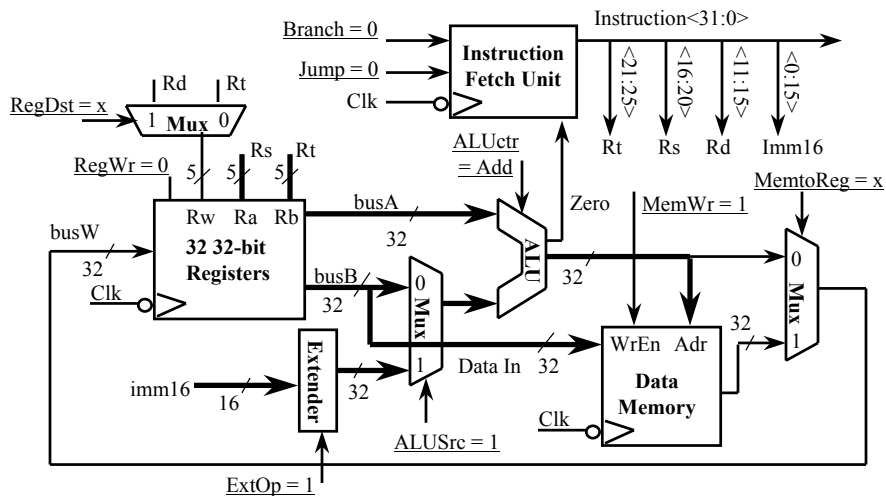 Branch = 0
Instruction
Fetch Unit
Instruction<31:0>
Jump = 0
Clk
<21:25>
<16:20>
<11:15>
<0:15>
Rt
Rs
Rd
Imm16
Rd
Rt
RegDst = x
1
Mux
0
RegWr = 0
5
5
Rs
5
Rt
Rw
Ra
Rb
32 32-bit
Registers
busW
32
Clk
busA
32
busB
32
ALUctr
= Add
ALU
Zero
32
MemWr = 1
MemtoReg = x
0
Mux
1
0
Mux
1
32
imm16
16
Extender
32
ExtOp = 1
ALUSrc = 1
Data In
32
WrEn
Adr
Data
Memory
Clk